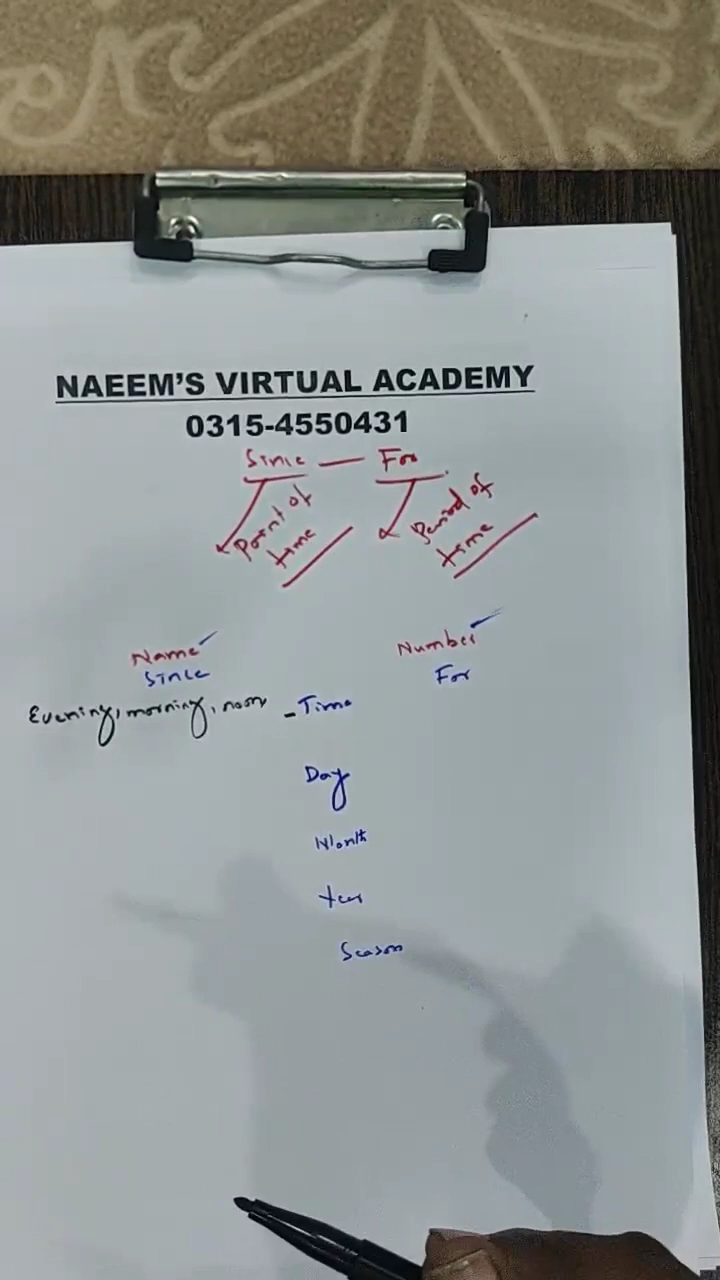 NAEEM'S VIRTUAL ACADEMY
0315-4550431
Since — For
Point of time
Period of time
Name Number
Since For
Evening, morning, noon - Time
Day
Month
Year
Season